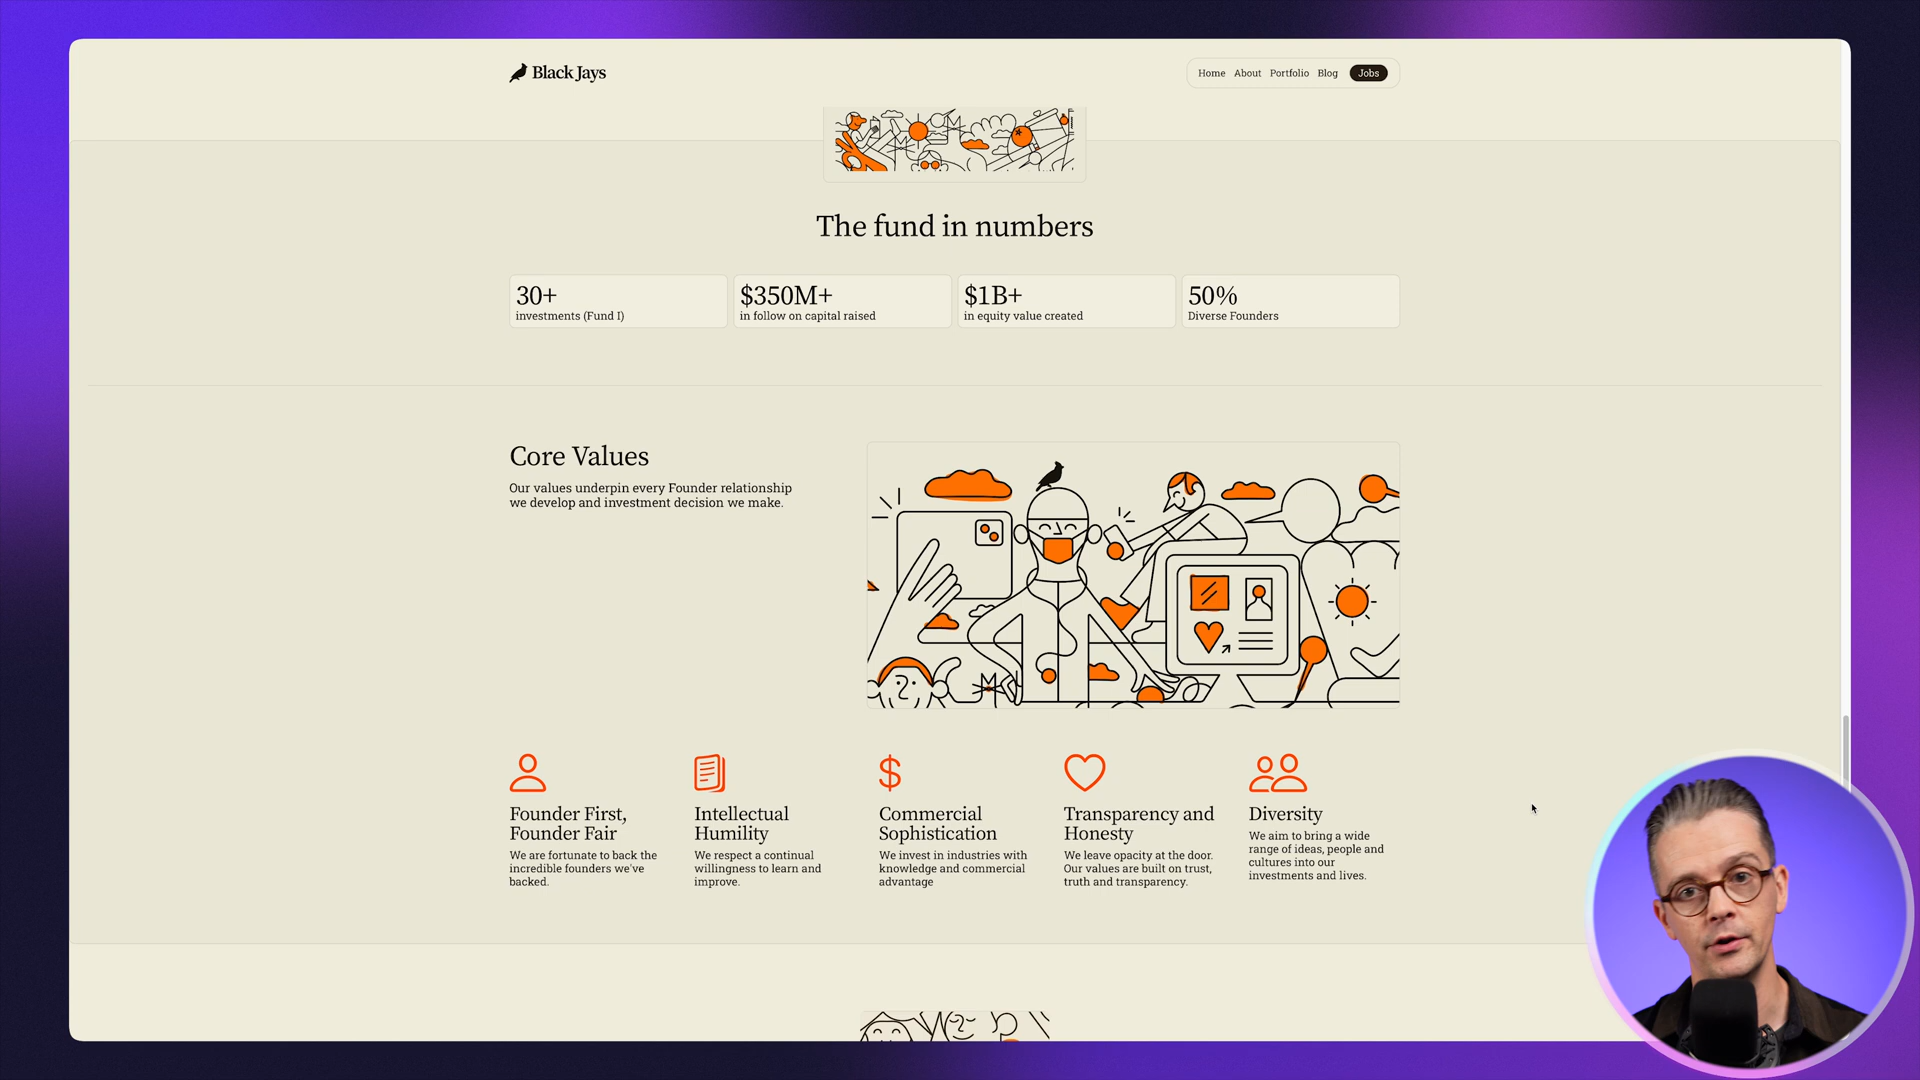 Black Jays
Home About Portfolio Blog Jobs
The fund in numbers
30+
investments (Fund I)
$350M+
in follow on capital raised
$1B+
in equity value created
50%
Diverse Founders
Core Values
Our values underpin every Founder relationship
we develop and investment decision we make.
Founder First,
Founder Fair
We are fortunate to back the
incredible founders we've
backed.
Intellectual
Humility
We respect a continual
willingness to learn and
improve.
Commercial
Sophistication
We invest in industries with
knowledge and commercial
advantage
Transparency and
Honesty
We leave opacity at the door.
Our values are built on trust,
truth and transparency.
Diversity
We aim to bring a wide
range of ideas, people and
cultures into our
investments and lives.